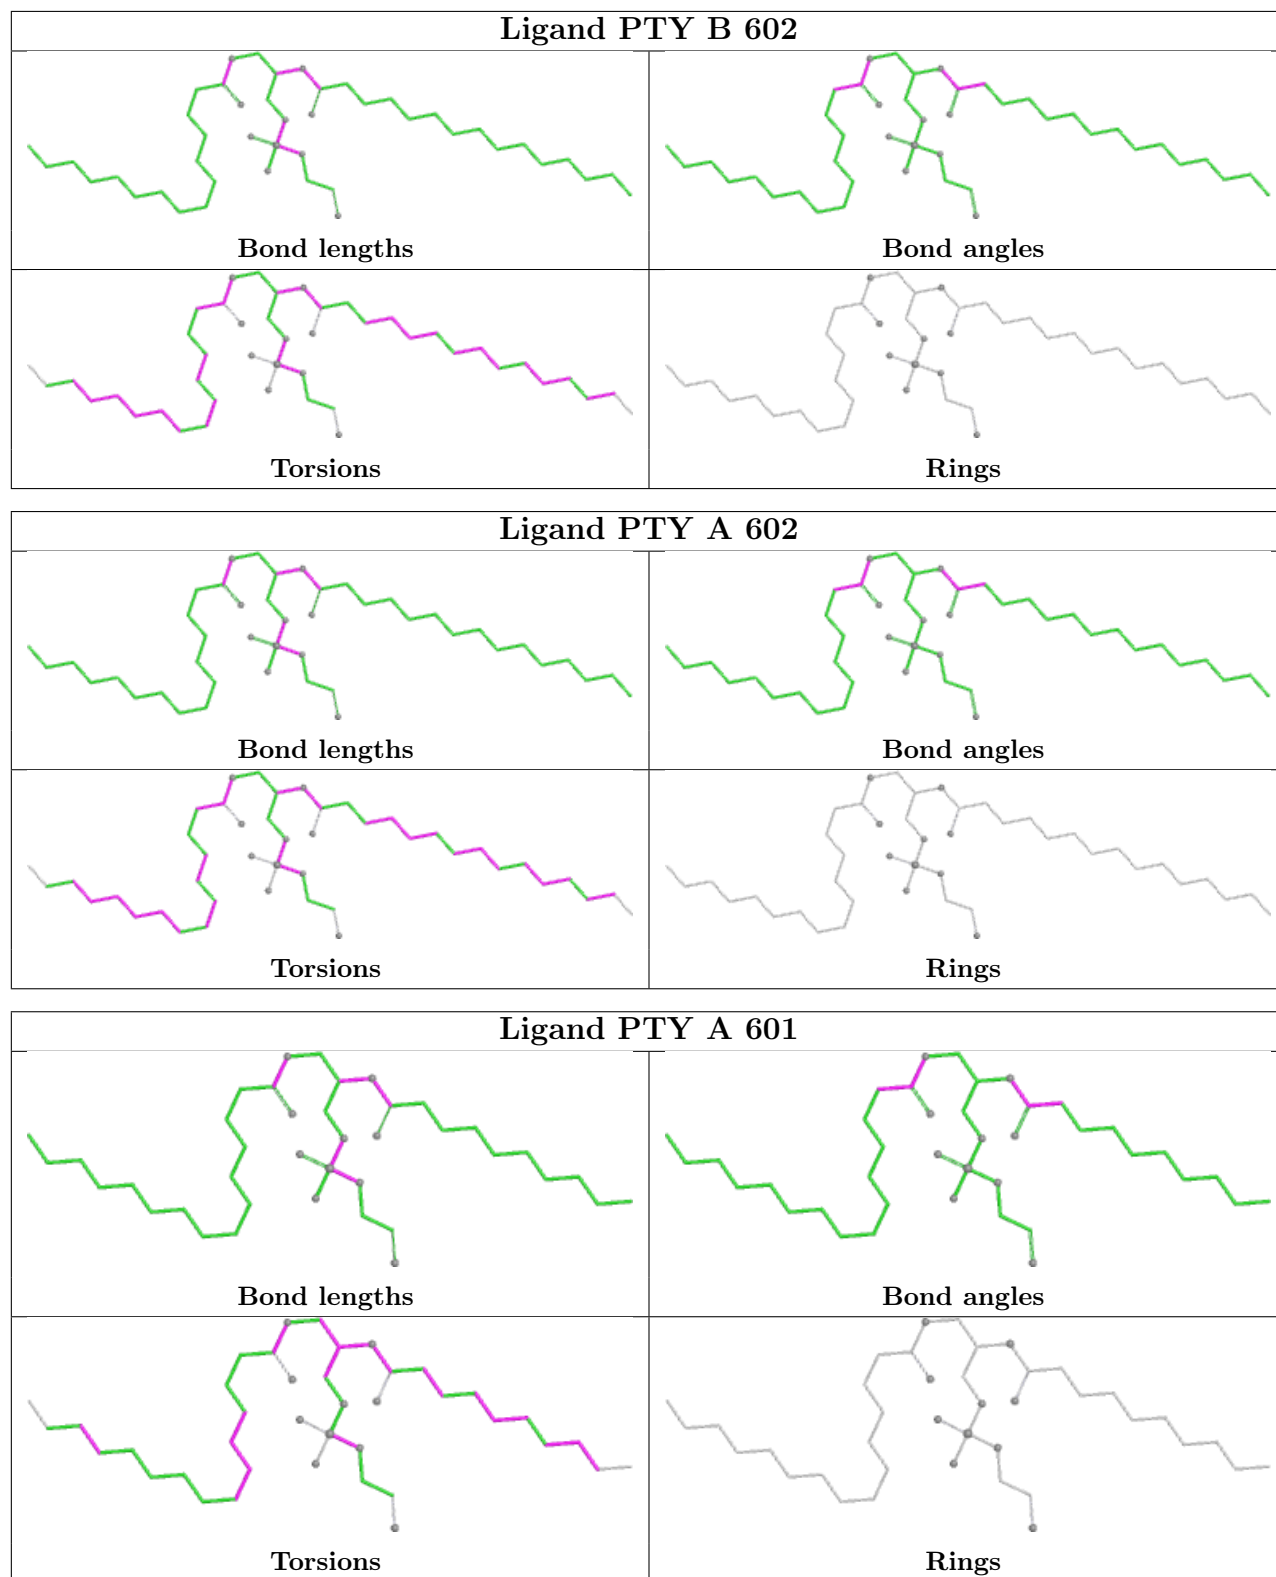 Ligand PTY B 602
Bond lengths
Bond angles
Torsions
Rings
Ligand PTY A 602
Bond lengths
Bond angles
Torsions
Rings
Ligand PTY A 601
Bond lengths
Bond angles
Torsions
Rings